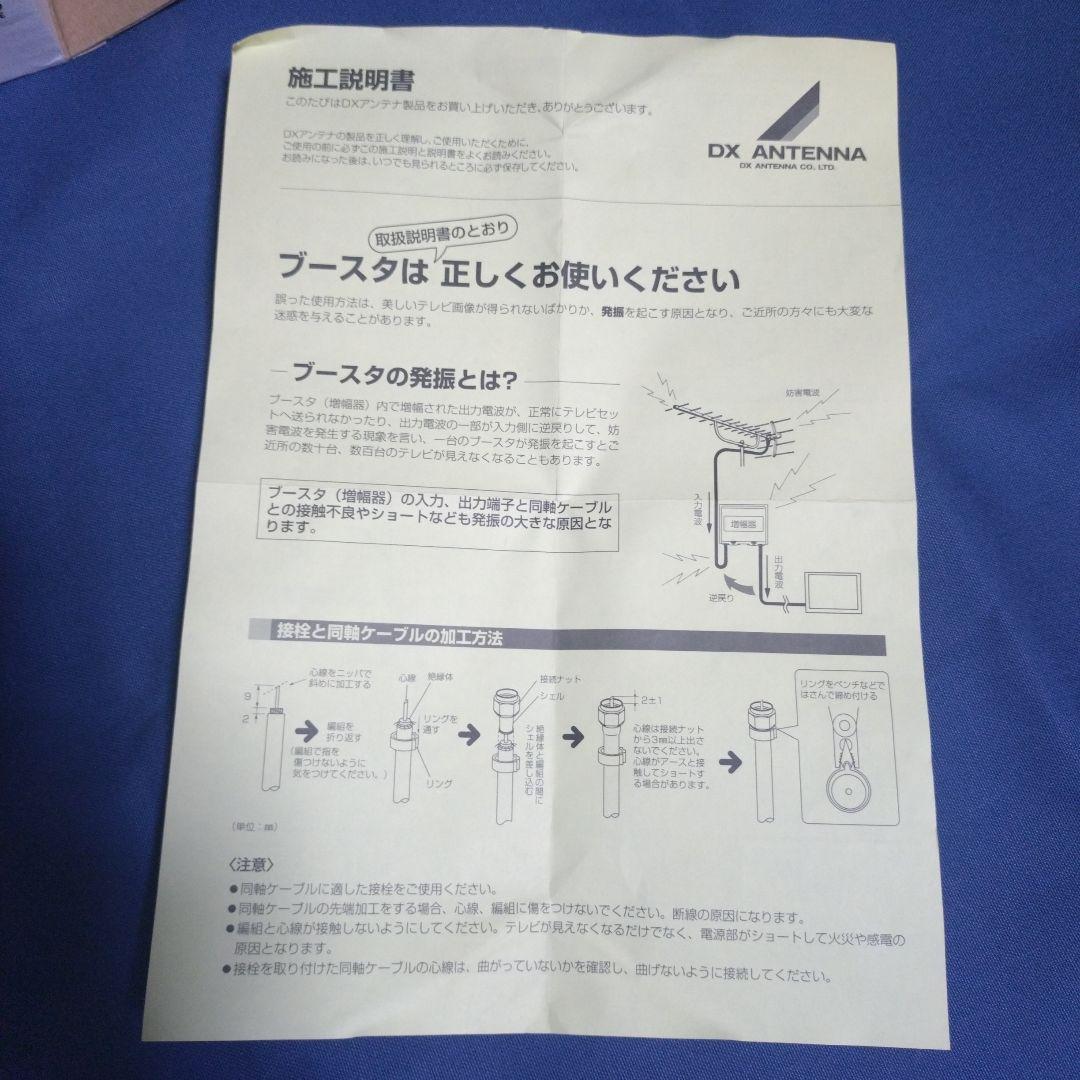 施工説明書
このたびはDXアンテナ製品をお買い上げいただき、ありがとうございます。
DXアンテナの製品を正しく理解し、ご使用いただくために、
ご使用の前に必ずこの施工説明と説明書をよくお読みください。
お読みになった後は、いつでも見られるところに必ず保存してください。
DX ANTENNA
DX ANTENNA CO., LTD.
取扱説明書のとおり
ブースタは 正しくお使いください
誤った使用方法は、美しいテレビ画像が得られないばかりか、発振を起こす原因となり、ご近所の方々にも大変な
迷惑を与えることがあります。
ブースタの発振とは?
ブースタ（増幅器）内で増幅された出力電波が、正常にテレビセッ
トへ送られなかったり、出力電波の一部が入力側に逆戻りして、妨
害電波を発生する現象を言い、一台のブースタが発振を起こすとご
近所の数十台、数百台のテレビが見えなくなることもあります。
ブースタ（増幅器）の入力、出力端子と同軸ケーブル
との接触不良やショートなども発振の大きな原因とな
ります。
妨害電波
入力電波
増幅器
出力電波
逆戻り
接栓と同軸ケーブルの加工方法
心線をニッパで
斜めに加工する
9
2
編組を
折り返す
（編組で指を
傷つけないように
気をつけてください。）
心線
絶縁体
リングを
通す
リング
接続ナット
シェル
絶縁体と編組の間に
シェルを差し込む
2±1
心線は接続ナット
から3㎜以上出さ
ないでください。
心線がアースと接
触してショートす
る場合があります。
リングをペンチなどで
はさんで締め付ける
（単位：㎜）
〈注意〉
●同軸ケーブルに適した接栓をご使用ください。
●同軸ケーブルの先端加工をする場合、心線、編組に傷をつけないでください。断線の原因になります。
●編組と心線が接触しないようにしてください。テレビが見えなくなるだけでなく、電源部がショートして火災や感電の
原因となります。
●接栓を取り付けた同軸ケーブルの心線は、曲がっていないかを確認し、曲げないように接続してください。